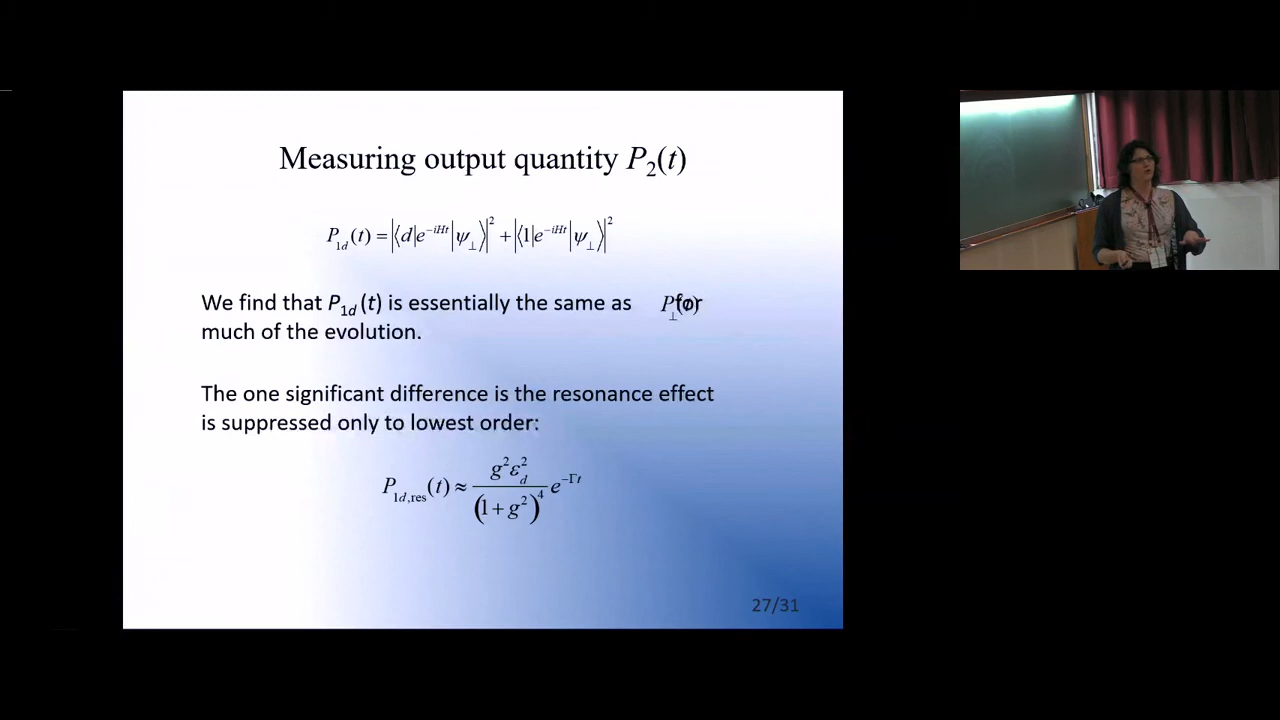 Measuring output quantity P₂(t)
P₁d(t) = |⟨d|e^{-iHt}|ψ⊥⟩|² + |⟨1|e^{-iHt}|ψ⊥⟩|²
We find that P₁d (t) is essentially the same as P⊥(t) for
much of the evolution.
The one significant difference is the resonance effect
is suppressed only to lowest order:
P₁d,res(t) ≈ g²ε_d² / (1 + g²)⁴ e^{-Γt}
27/31